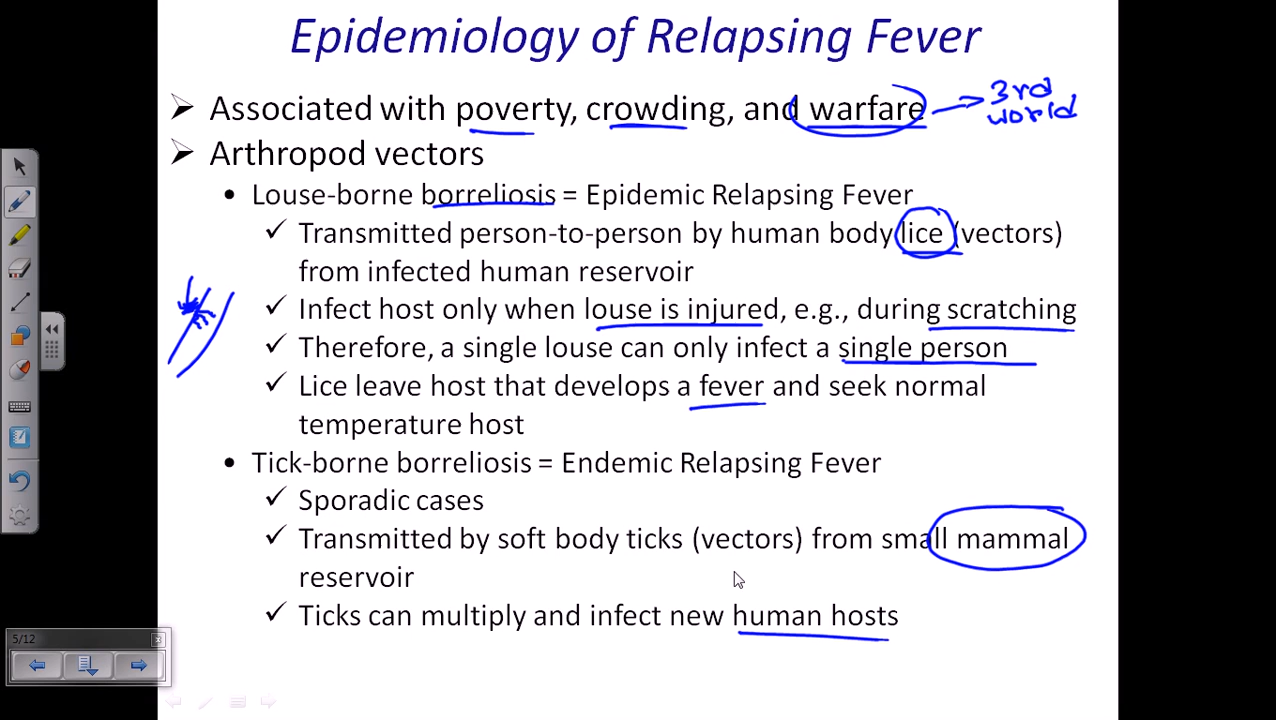 Epidemiology of Relapsing Fever
➢ Associated with poverty, crowding, and warfare → 3rd world
➢ Arthropod vectors
• Louse-borne borreliosis = Epidemic Relapsing Fever
✓ Transmitted person-to-person by human body lice (vectors)
from infected human reservoir
✓ Infect host only when louse is injured, e.g., during scratching
✓ Therefore, a single louse can only infect a single person
✓ Lice leave host that develops a fever and seek normal
temperature host
• Tick-borne borreliosis = Endemic Relapsing Fever
✓ Sporadic cases
✓ Transmitted by soft body ticks (vectors) from small mammal
reservoir
✓ Ticks can multiply and infect new human hosts
5/12